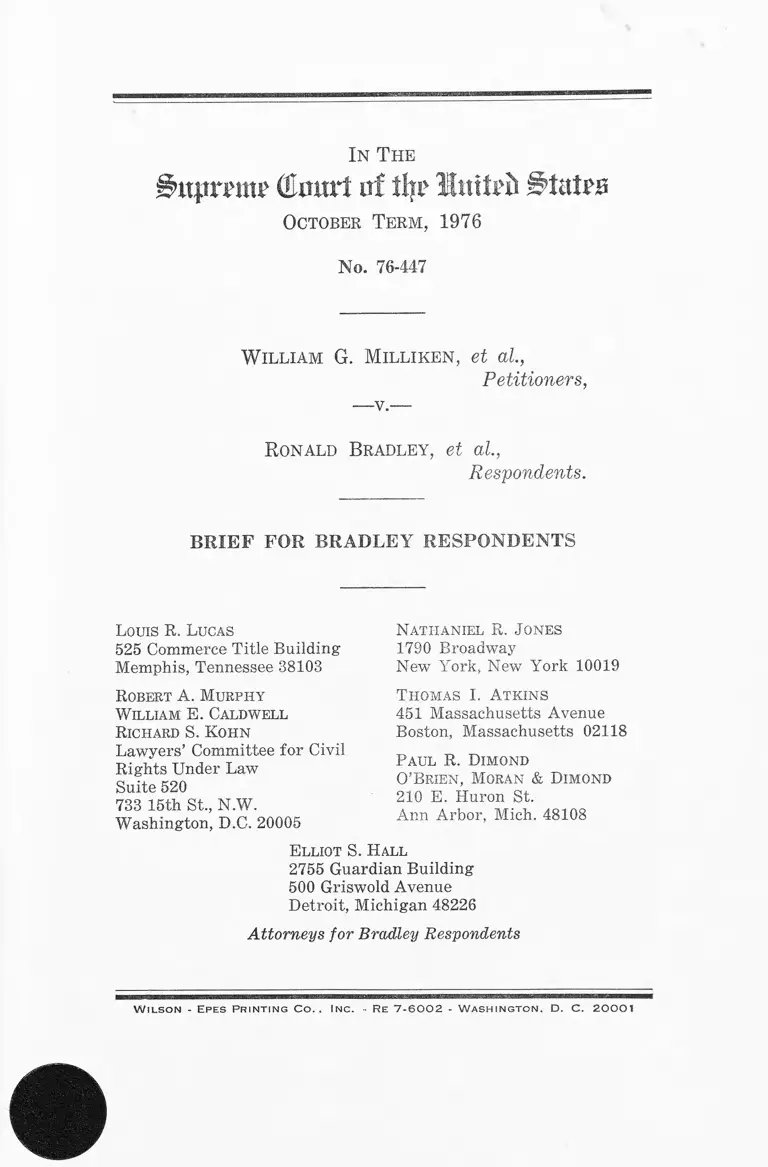 IN THE
Supreme Court of the United States
OCTOBER TERM, 1976
No. 76-447
WILLIAM G. MILLIKEN, et al.,
Petitioners,
—v.—
RONALD BRADLEY, et al.,
Respondents.
BRIEF FOR BRADLEY RESPONDENTS
LOUIS R. LUCAS
525 Commerce Title Building
Memphis, Tennessee 38103
ROBERT A. MURPHY
WILLIAM E. CALDWELL
RICHARD S. KOHN
Lawyers' Committee for Civil
Rights Under Law
Suite 520
733 15th St., N.W.
Washington, D.C. 20005
NATHANIEL R. JONES
1790 Broadway
New York, New York 10019
THOMAS I. ATKINS
451 Massachusetts Avenue
Boston, Massachusetts 02118
PAUL R. DIMOND
O'BRIEN, MORAN & DIMOND
210 E. Huron St.
Ann Arbor, Mich. 48108
ELLIOT S. HALL
2755 Guardian Building
500 Griswold Avenue
Detroit, Michigan 48226
Attorneys for Bradley Respondents
WILSON - EPES PRINTING CO., INC. - RE 7-6002 - WASHINGTON, D. C. 20001